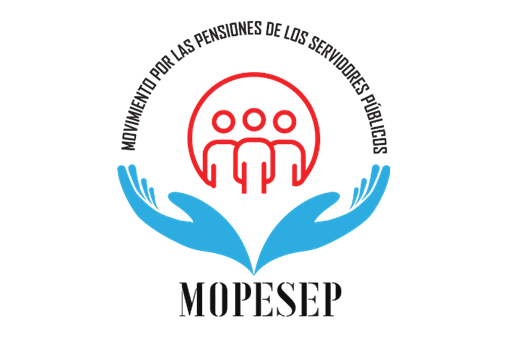 MOVIMIENTO POR LAS PENSIONES DE LOS SERVIDORES PÚBLICOS
MOPESEP